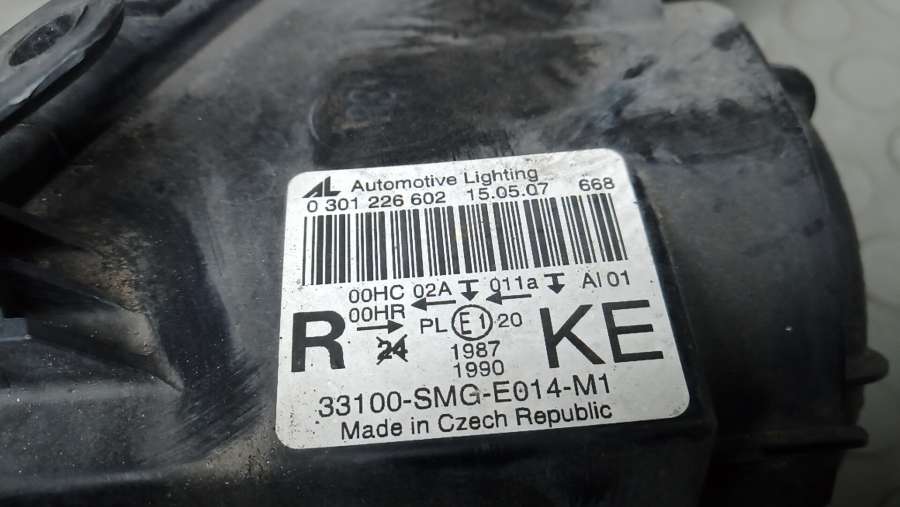 AL Automotive Lighting
0 301 226 602 15.05.07 668
00HC 02A 011a AI 01
00HR
R 24 PL E1 20 KE
1987
1990
33100-SMG-E014-M1
Made in Czech Republic